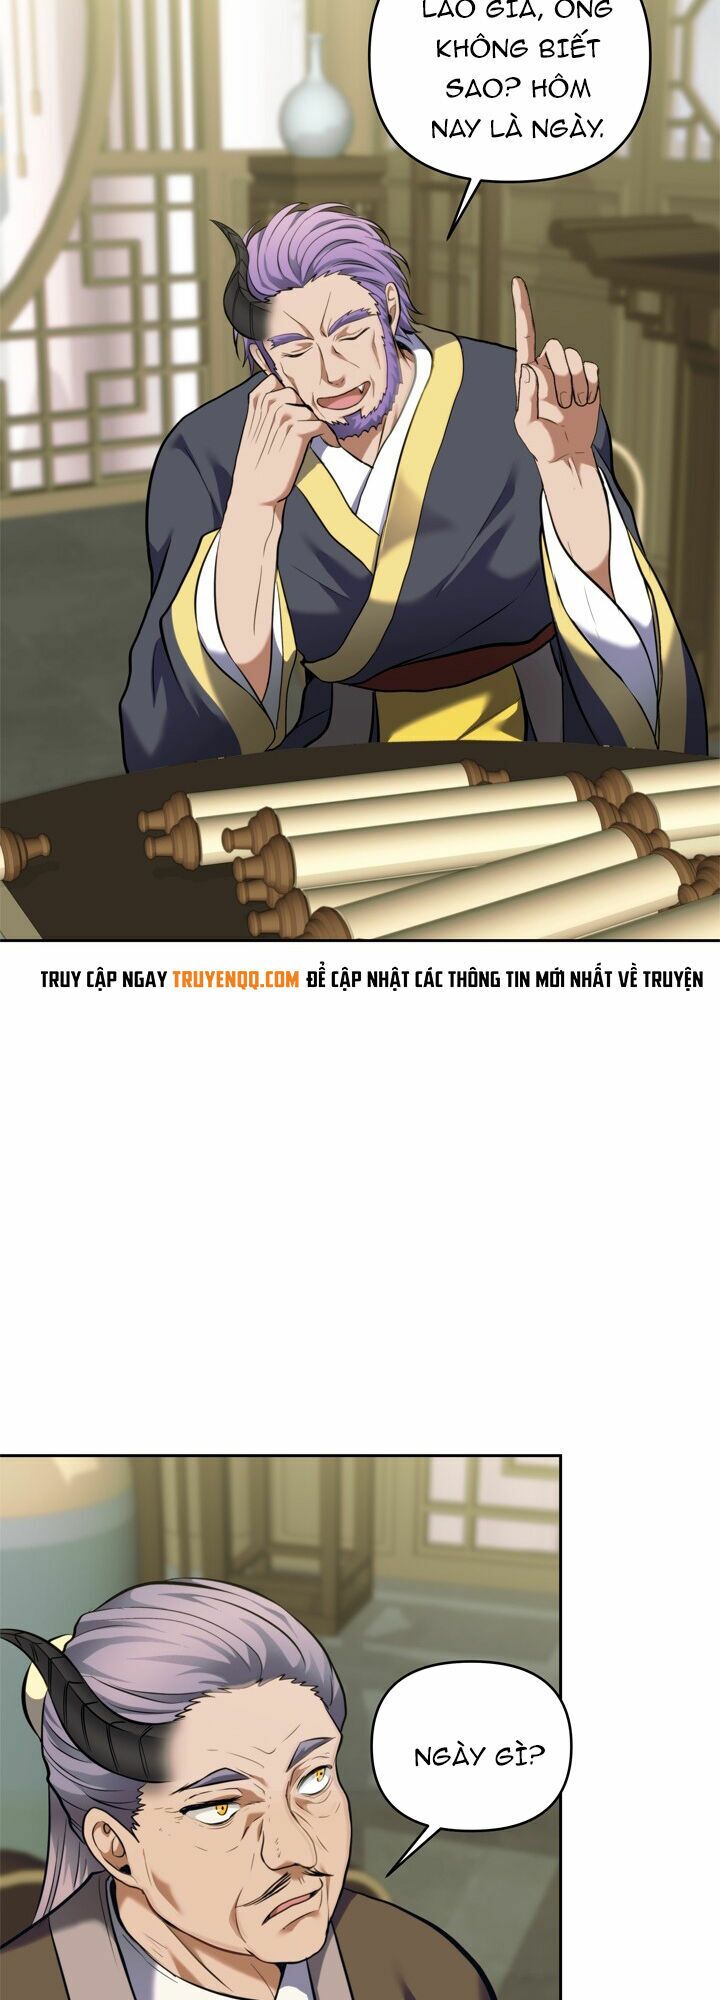 LÃO GIÀ, ÔNG
KHÔNG BIẾT
SAO? HÔM
NAY LÀ NGÀY.
TRUY CẬP NGAY TRUYENQQ.COM ĐỂ CẬP NHẬT CÁC THÔNG TIN MỚI NHẤT VỀ TRUYỆN
NGÀY GÌ?